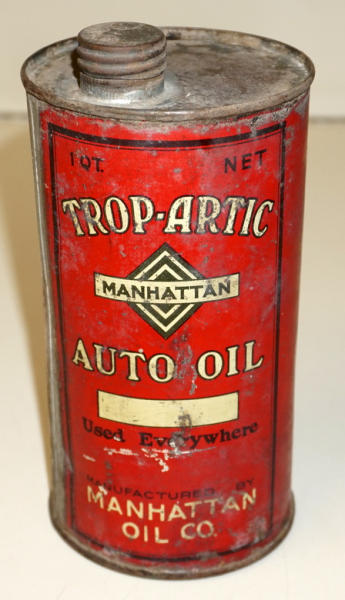 1 QT. NET
TROP-ARTIC
MANHATTAN
AUTO OIL
Used Everywhere
MANUFACTURED BY
MANHATTAN
OIL CO.